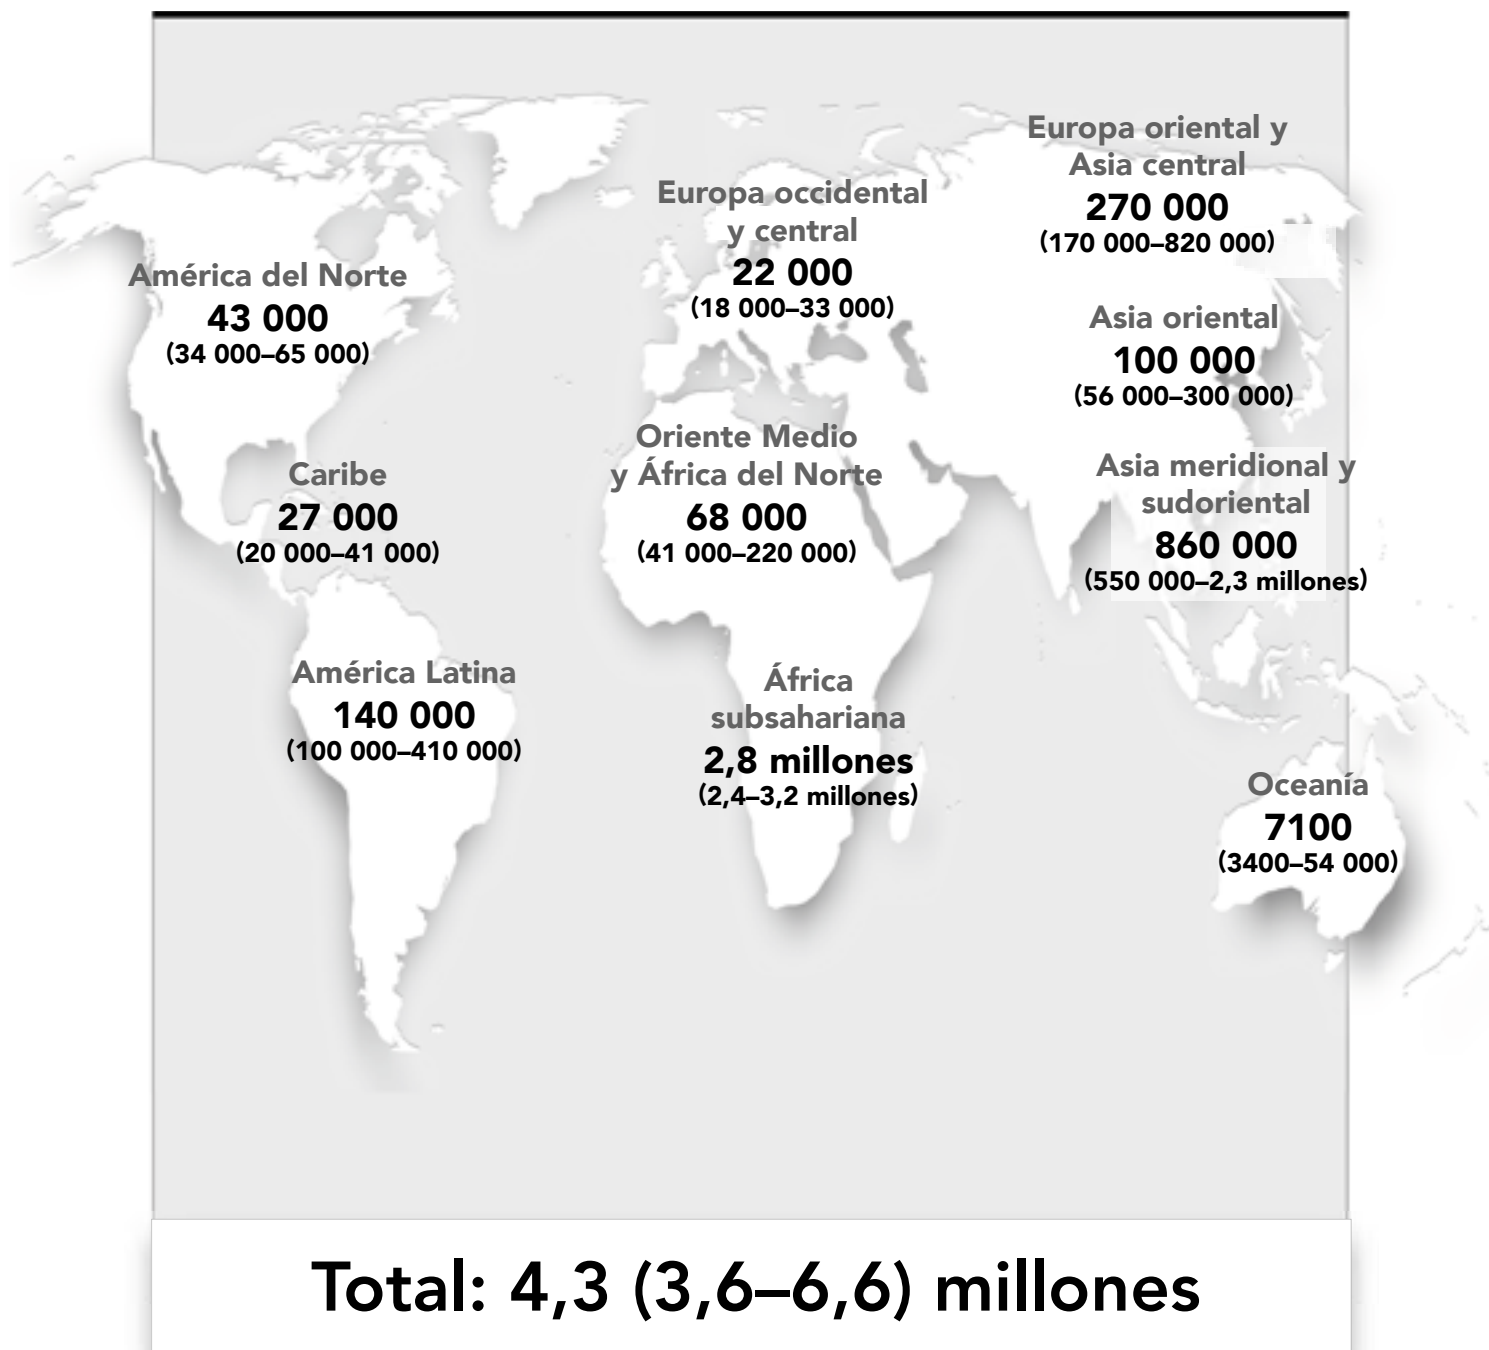 Europa oriental y
Asia central
270 000
(170 000–820 000)
Europa occidental
y central
22 000
(18 000–33 000)
América del Norte
43 000
(34 000–65 000)
Asia oriental
100 000
(56 000–300 000)
Oriente Medio
y África del Norte
68 000
(41 000–220 000)
Caribe
27 000
(20 000–41 000)
Asia meridional y
sudoriental
860 000
(550 000–2,3 millones)
América Latina
140 000
(100 000–410 000)
África
subsahariana
2,8 millones
(2,4–3,2 millones)
Oceanía
7100
(3400–54 000)
Total: 4,3 (3,6–6,6) millones